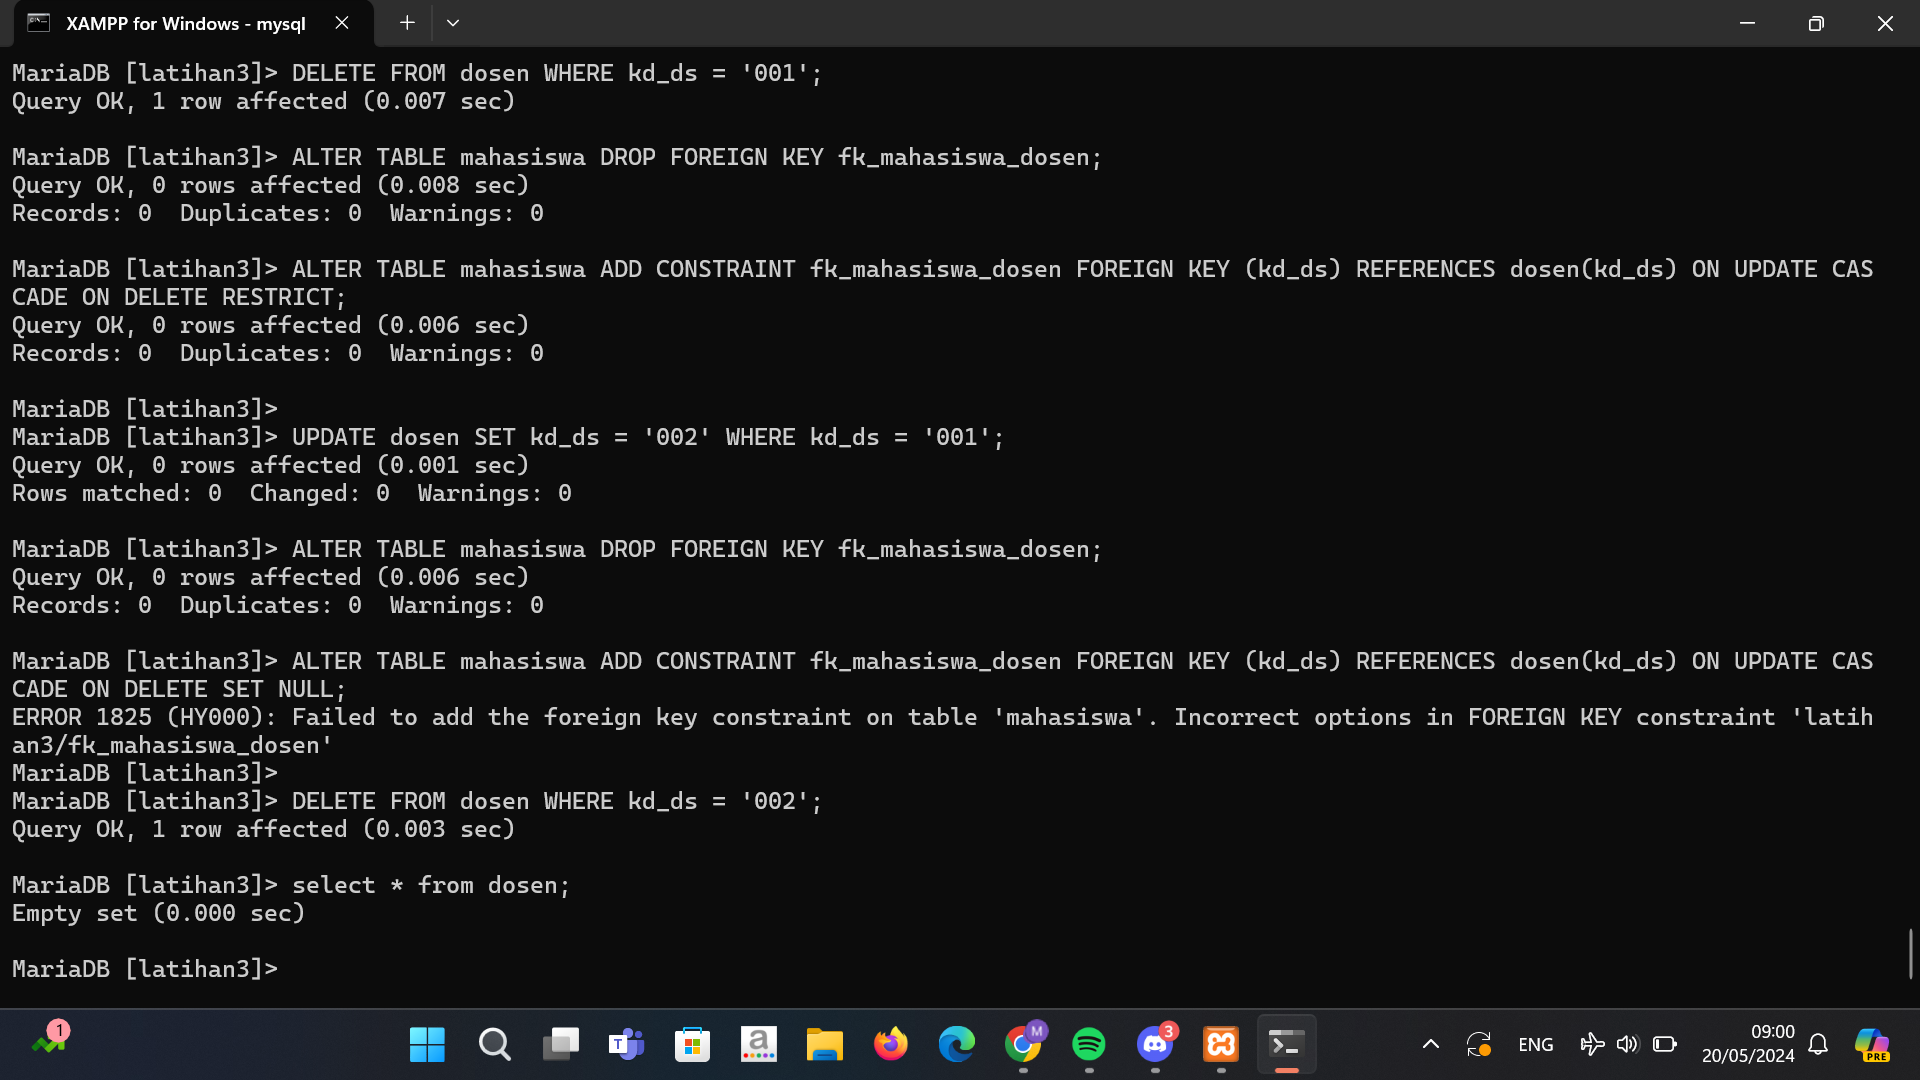 XAMPP for Windows - mysql
MariaDB [latihan3]> DELETE FROM dosen WHERE kd_ds = '001';
Query OK, 1 row affected (0.007 sec)
MariaDB [latihan3]> ALTER TABLE mahasiswa DROP FOREIGN KEY fk_mahasiswa_dosen;
Query OK, 0 rows affected (0.008 sec)
Records: 0  Duplicates: 0  Warnings: 0
MariaDB [latihan3]> ALTER TABLE mahasiswa ADD CONSTRAINT fk_mahasiswa_dosen FOREIGN KEY (kd_ds) REFERENCES dosen(kd_ds) ON UPDATE CAS
CADE ON DELETE RESTRICT;
Query OK, 0 rows affected (0.006 sec)
Records: 0  Duplicates: 0  Warnings: 0
MariaDB [latihan3]>
MariaDB [latihan3]> UPDATE dosen SET kd_ds = '002' WHERE kd_ds = '001';
Query OK, 0 rows affected (0.001 sec)
Rows matched: 0  Changed: 0  Warnings: 0
MariaDB [latihan3]> ALTER TABLE mahasiswa DROP FOREIGN KEY fk_mahasiswa_dosen;
Query OK, 0 rows affected (0.006 sec)
Records: 0  Duplicates: 0  Warnings: 0
MariaDB [latihan3]> ALTER TABLE mahasiswa ADD CONSTRAINT fk_mahasiswa_dosen FOREIGN KEY (kd_ds) REFERENCES dosen(kd_ds) ON UPDATE CAS
CADE ON DELETE SET NULL;
ERROR 1825 (HY000): Failed to add the foreign key constraint on table 'mahasiswa'. Incorrect options in FOREIGN KEY constraint 'latih
an3/fk_mahasiswa_dosen'
MariaDB [latihan3]>
MariaDB [latihan3]> DELETE FROM dosen WHERE kd_ds = '002';
Query OK, 1 row affected (0.003 sec)
MariaDB [latihan3]> select * from dosen;
Empty set (0.000 sec)
MariaDB [latihan3]>
1
T
a
M
3
ENG
09:00
20/05/2024
PRE